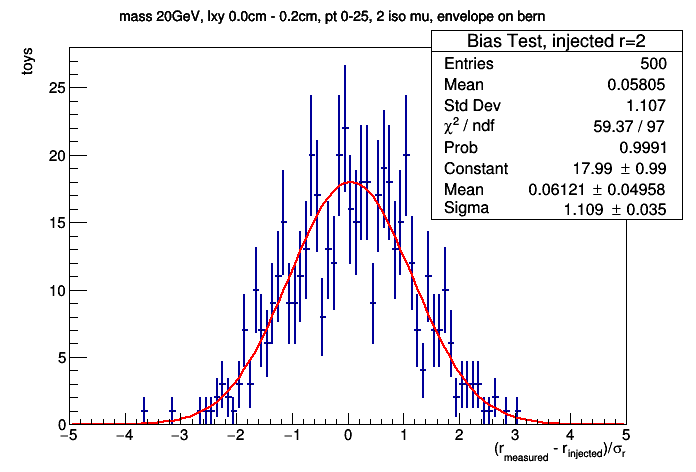 mass 20GeV, lxy 0.0cm - 0.2cm, pt 0-25, 2 iso mu, envelope on bern
Bias Test, injected r=2
Entries 500
Mean 0.05805
Std Dev 1.107
χ² / ndf 59.37 / 97
Prob 0.9991
Constant 17.99 ± 0.99
Mean 0.06121 ± 0.04958
Sigma 1.109 ± 0.035
toys
25
20
15
10
5
0
−5 −4 −3 −2 −1 0 1 2 3 4 5
(r_measured - r_injected)/σ_r